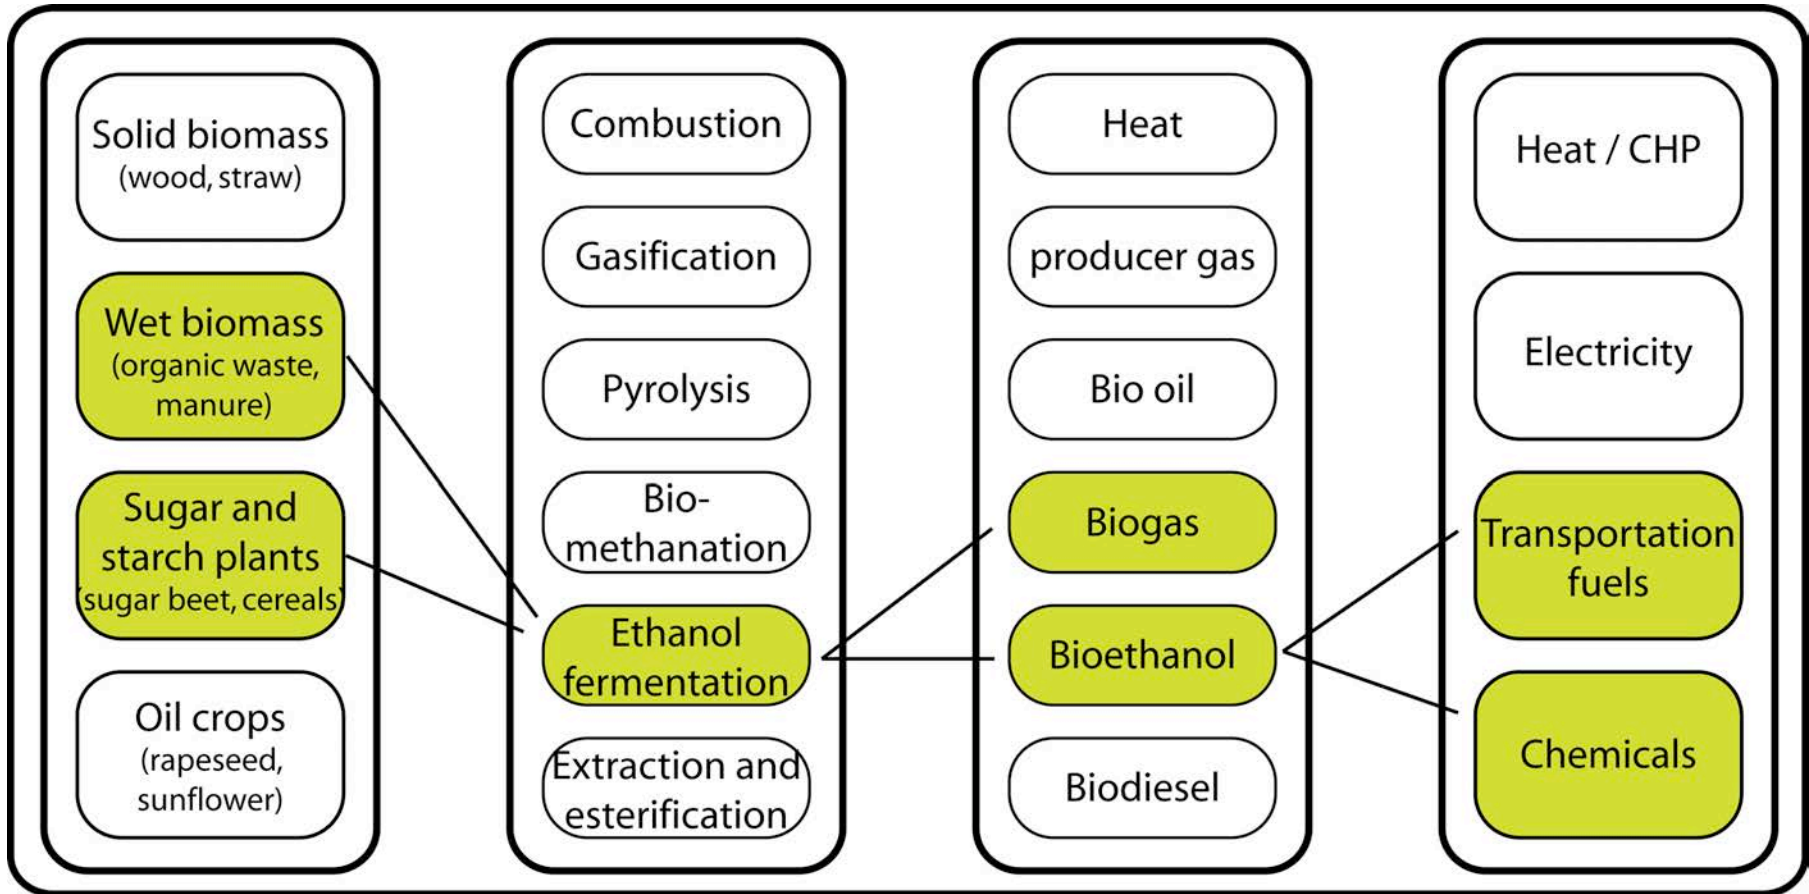 Solid biomass
(wood, straw)
Wet biomass
(organic waste,
manure)
Sugar and
starch plants
(sugar beet, cereals)
Oil crops
(rapeseed,
sunflower)
Combustion
Gasification
Pyrolysis
Bio-
methanation
Ethanol
fermentation
Extraction and
esterification
Heat
producer gas
Bio oil
Biogas
Bioethanol
Biodiesel
Heat / CHP
Electricity
Transportation
fuels
Chemicals